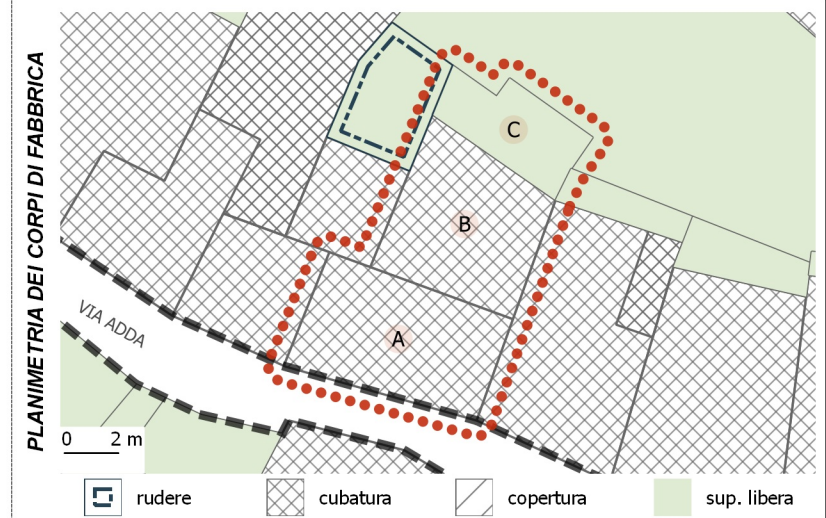 PLANIMETRIA DEI CORPI DI FABBRICA
C
B
A
VIA ADDA
0 2 m
rudere cubatura copertura sup. libera